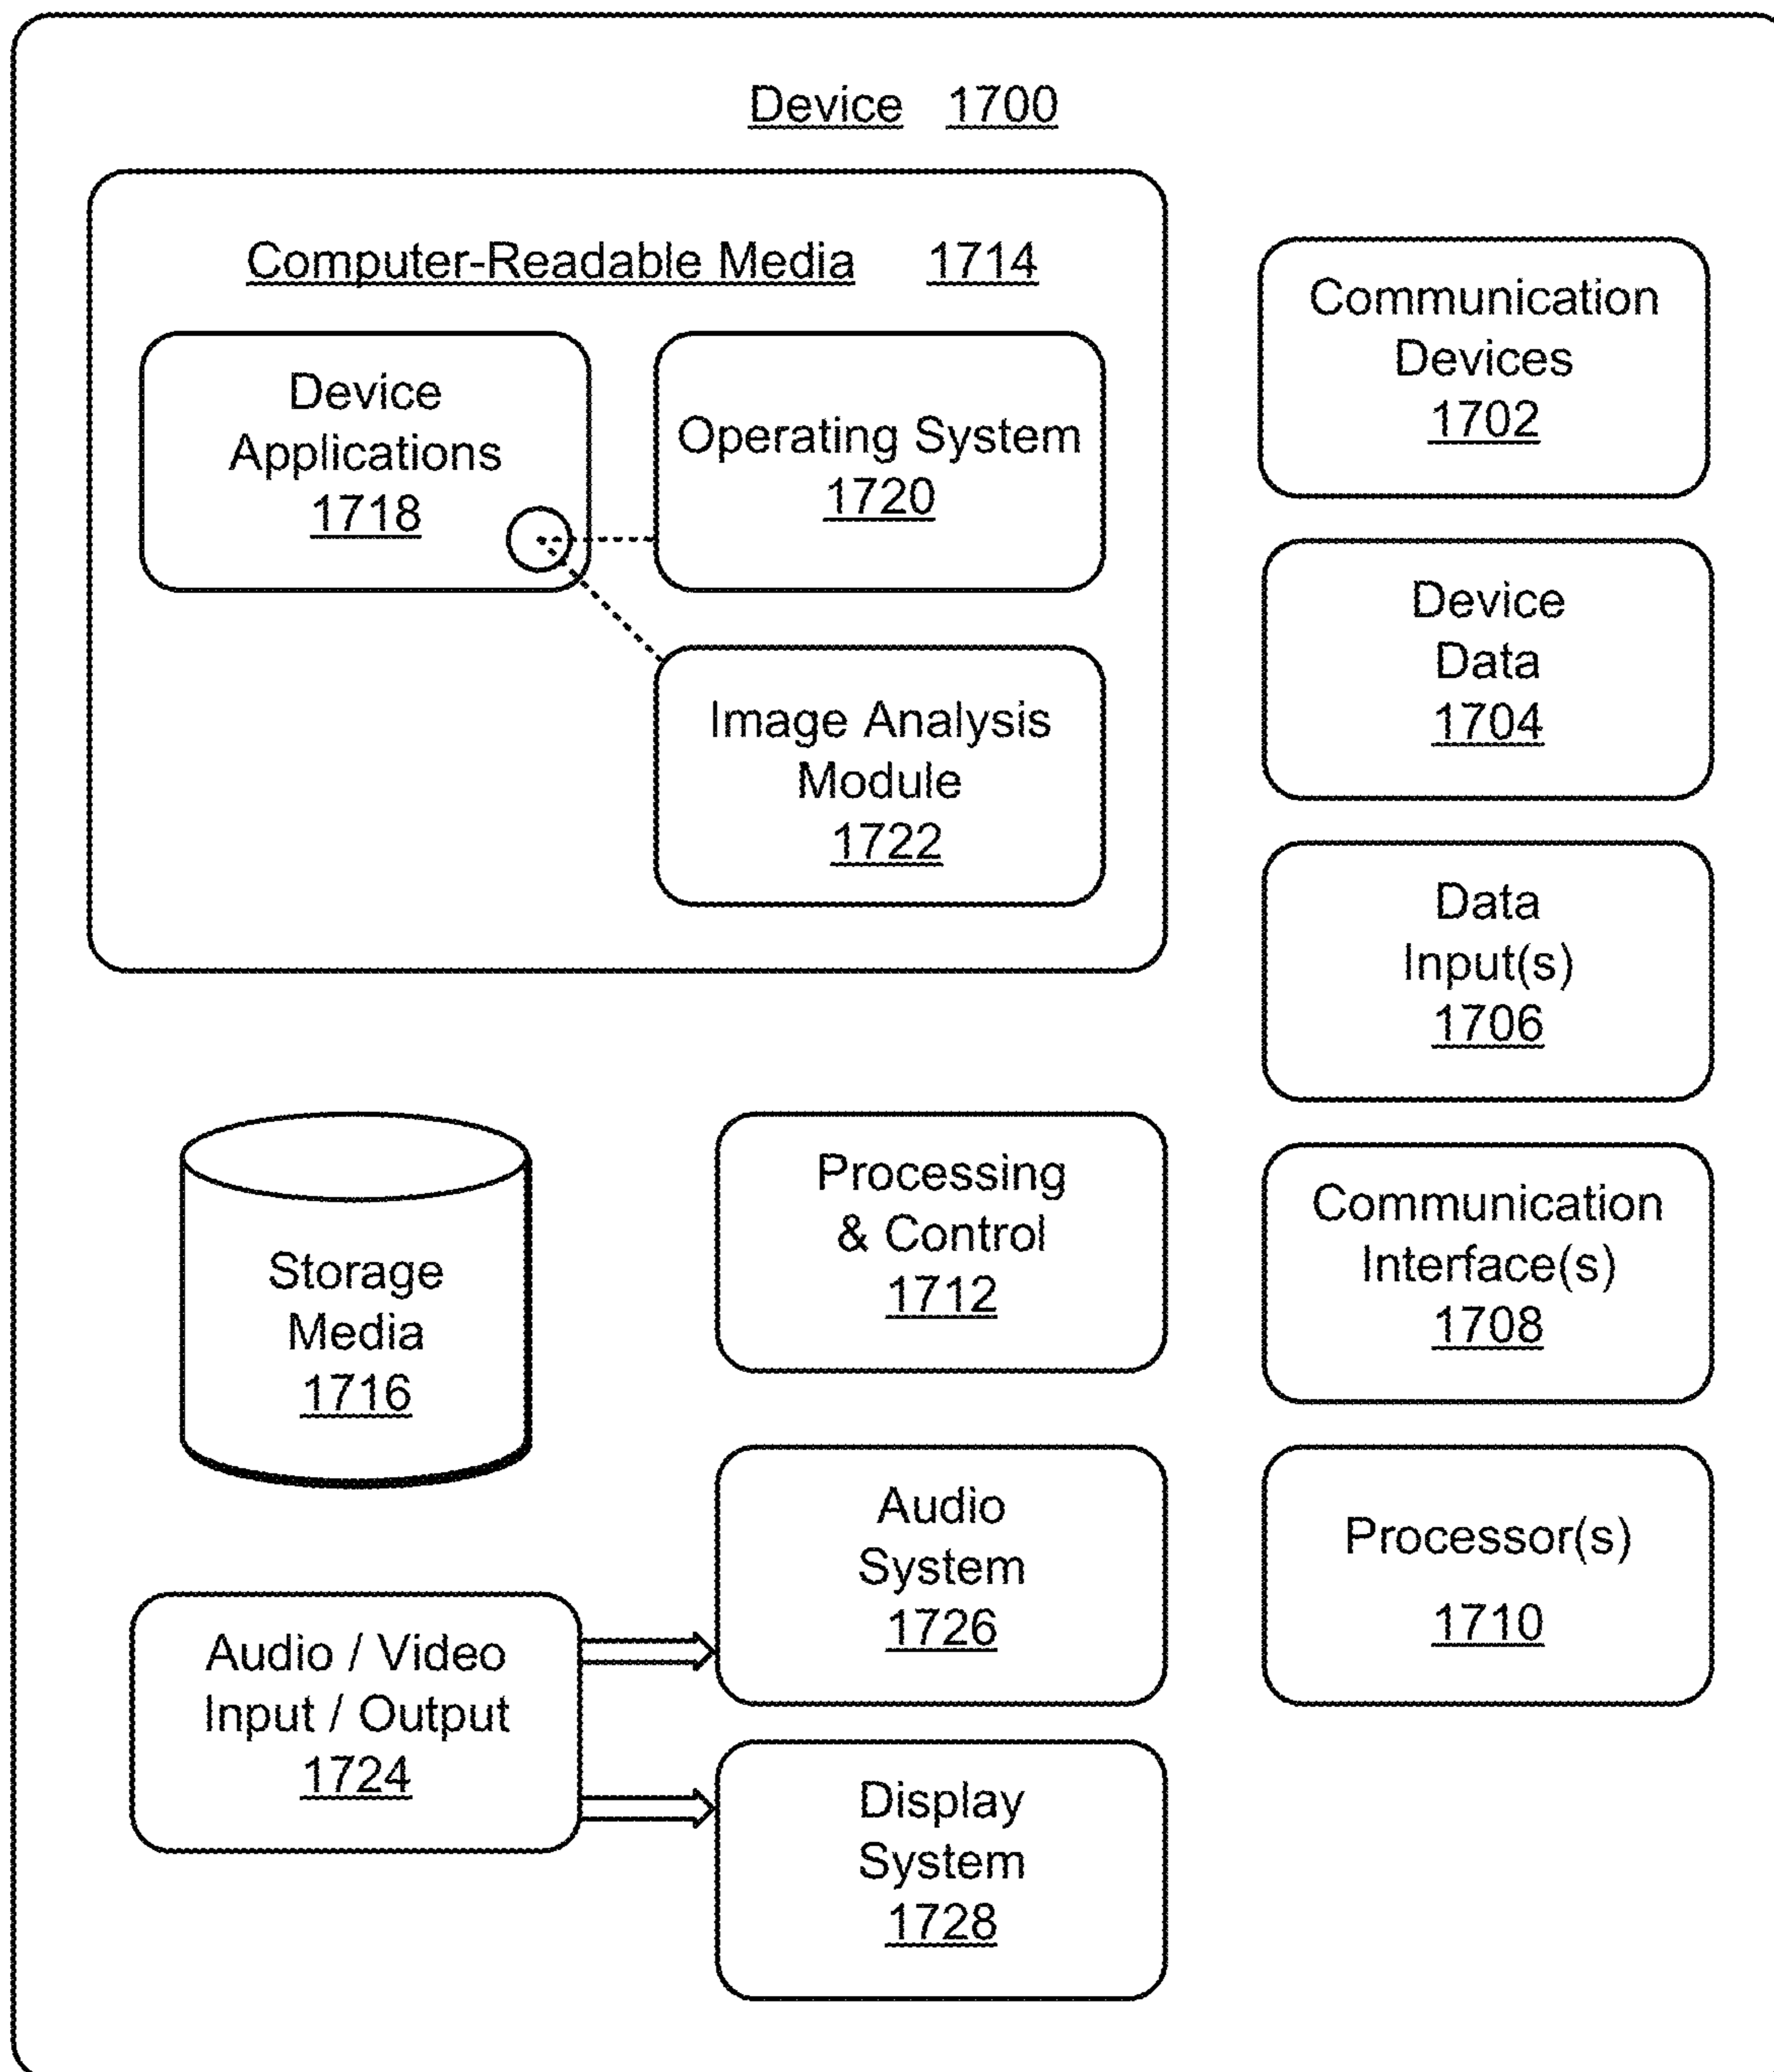 Device 1700
Computer-Readable Media 1714
Device
Applications
1718
Operating System
1720
Image Analysis
Module
1722
Communication
Devices
1702
Device
Data
1704
Data
Input(s)
1706
Communication
Interface(s)
1708
Processor(s)
1710
Storage
Media
1716
Processing
& Control
1712
Audio / Video
Input / Output
1724
Audio
System
1726
Display
System
1728